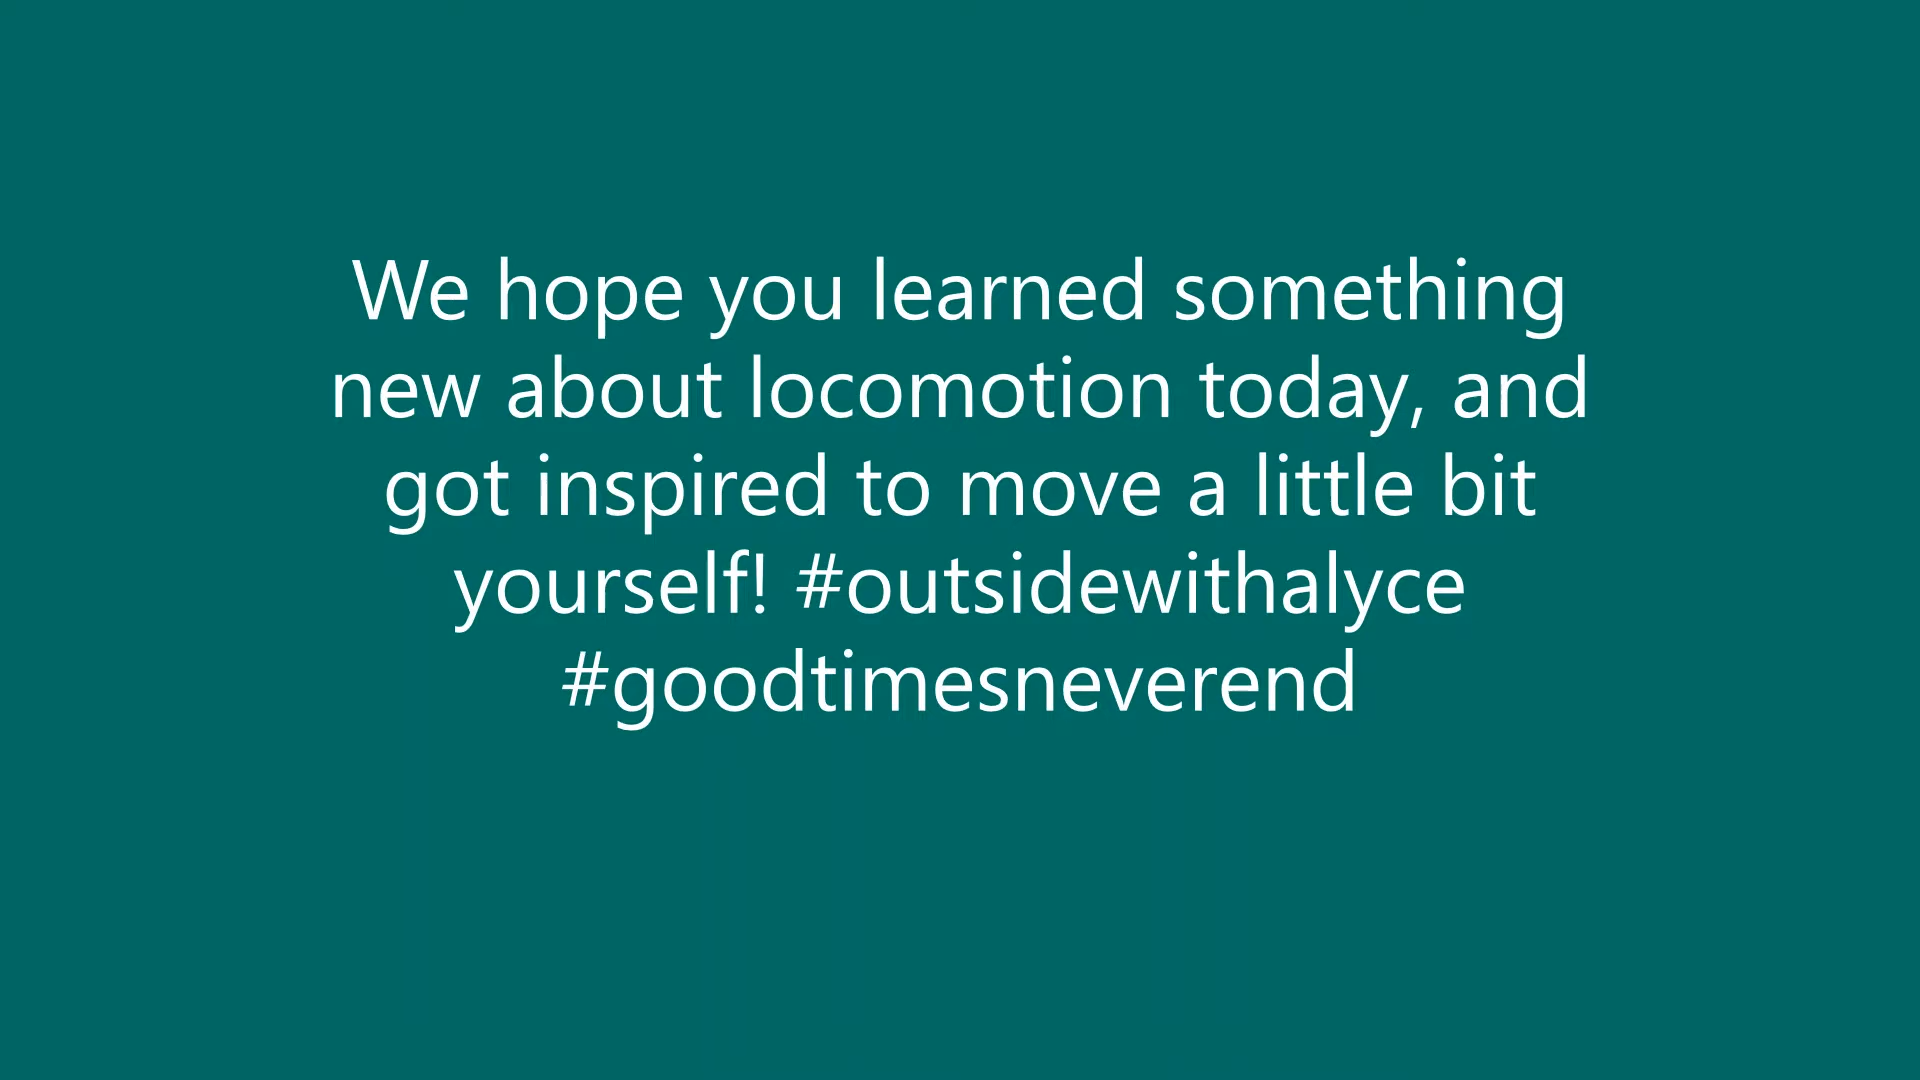 We hope you learned something
new about locomotion today, and
got inspired to move a little bit
yourself! #outsidewithalyce
#goodtimesneverend